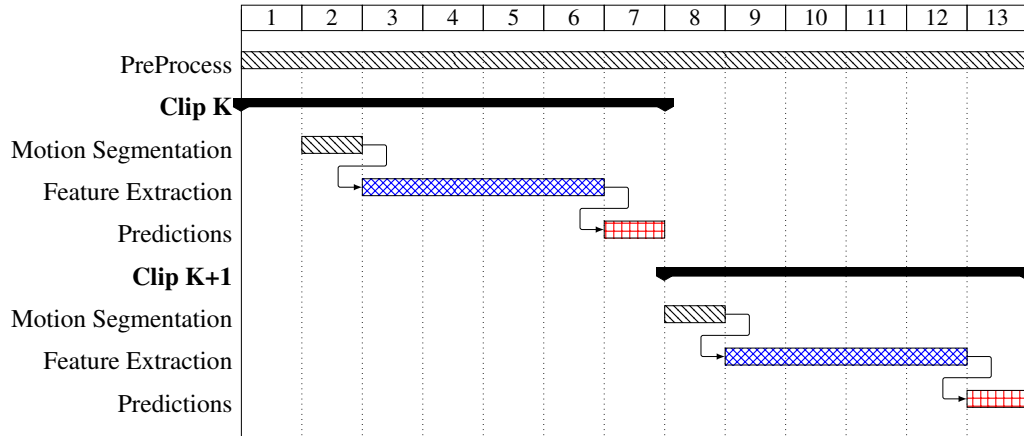 1 2 3 4 5 6 7 8 9 10 11 12 13
PreProcess
Clip K
Motion Segmentation
Feature Extraction
Predictions
Clip K+1
Motion Segmentation
Feature Extraction
Predictions